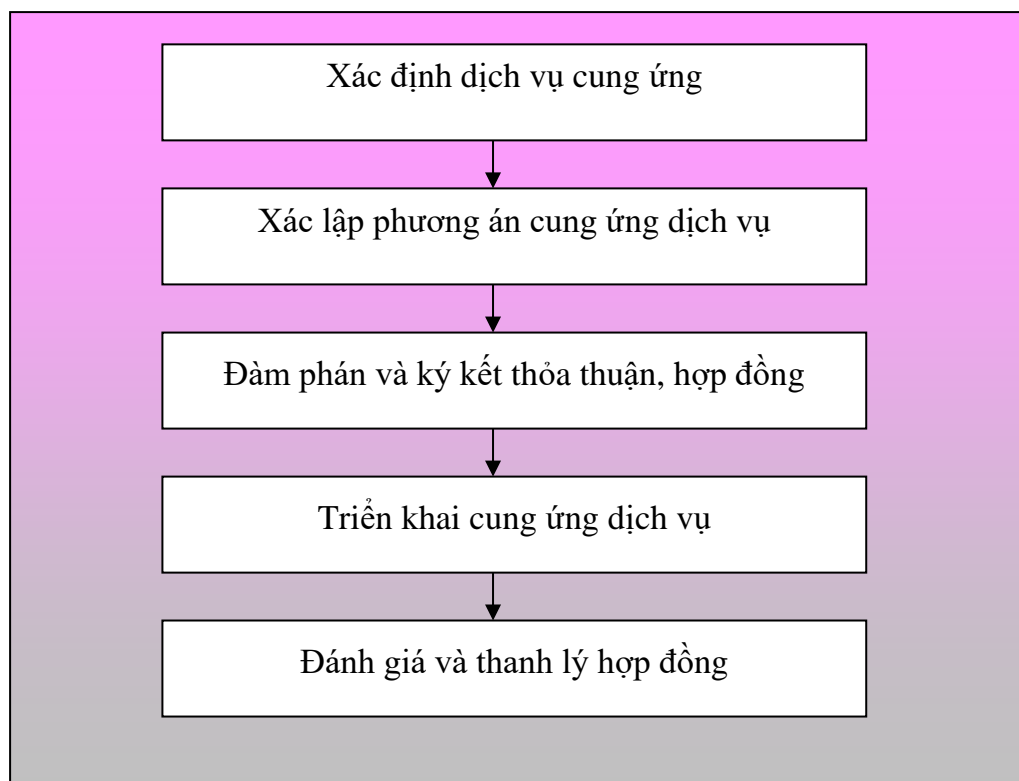 Xác định dịch vụ cung ứng
Xác lập phương án cung ứng dịch vụ
Đàm phán và ký kết thỏa thuận, hợp đồng
Triển khai cung ứng dịch vụ
Đánh giá và thanh lý hợp đồng